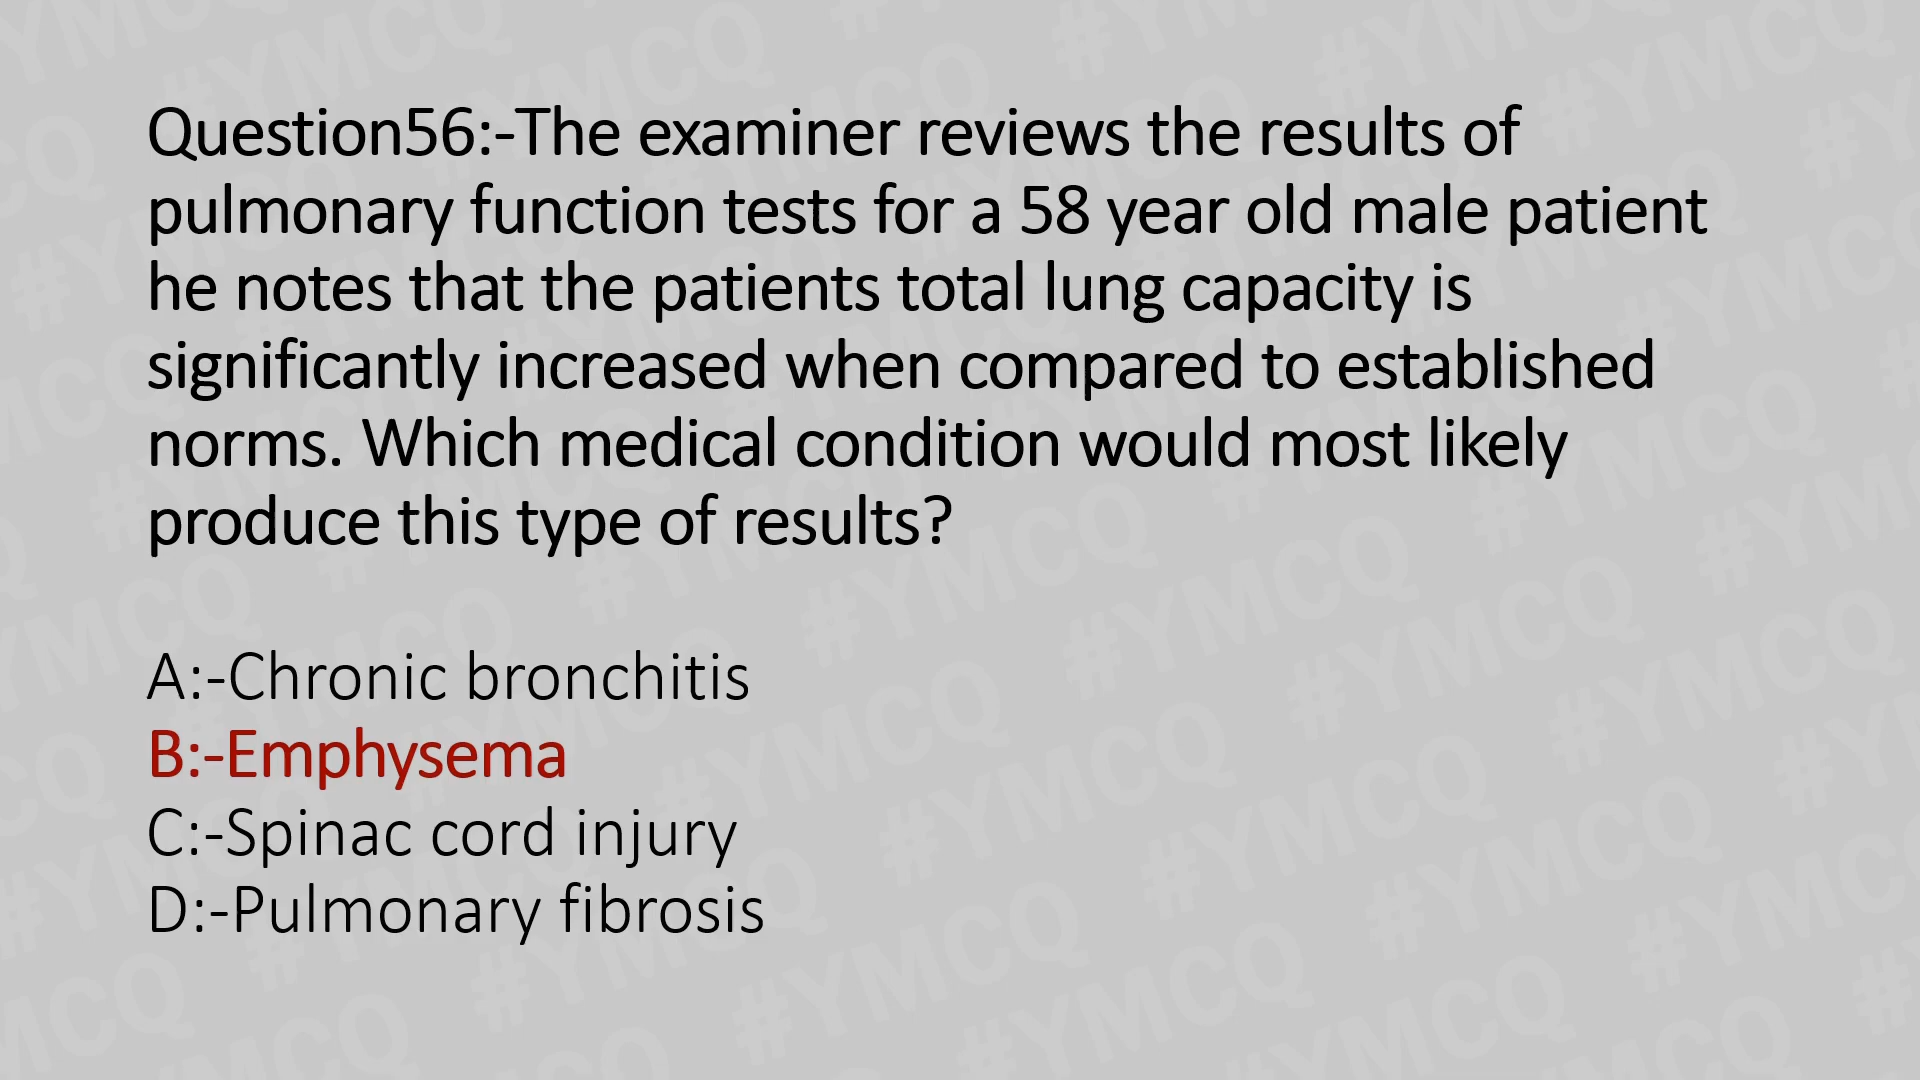 Question56:-The examiner reviews the results of
pulmonary function tests for a 58 year old male patient
he notes that the patients total lung capacity is
significantly increased when compared to established
norms. Which medical condition would most likely
produce this type of results?
A:-Chronic bronchitis
B:-Emphysema
C:-Spinac cord injury
D:-Pulmonary fibrosis
#YMCQ